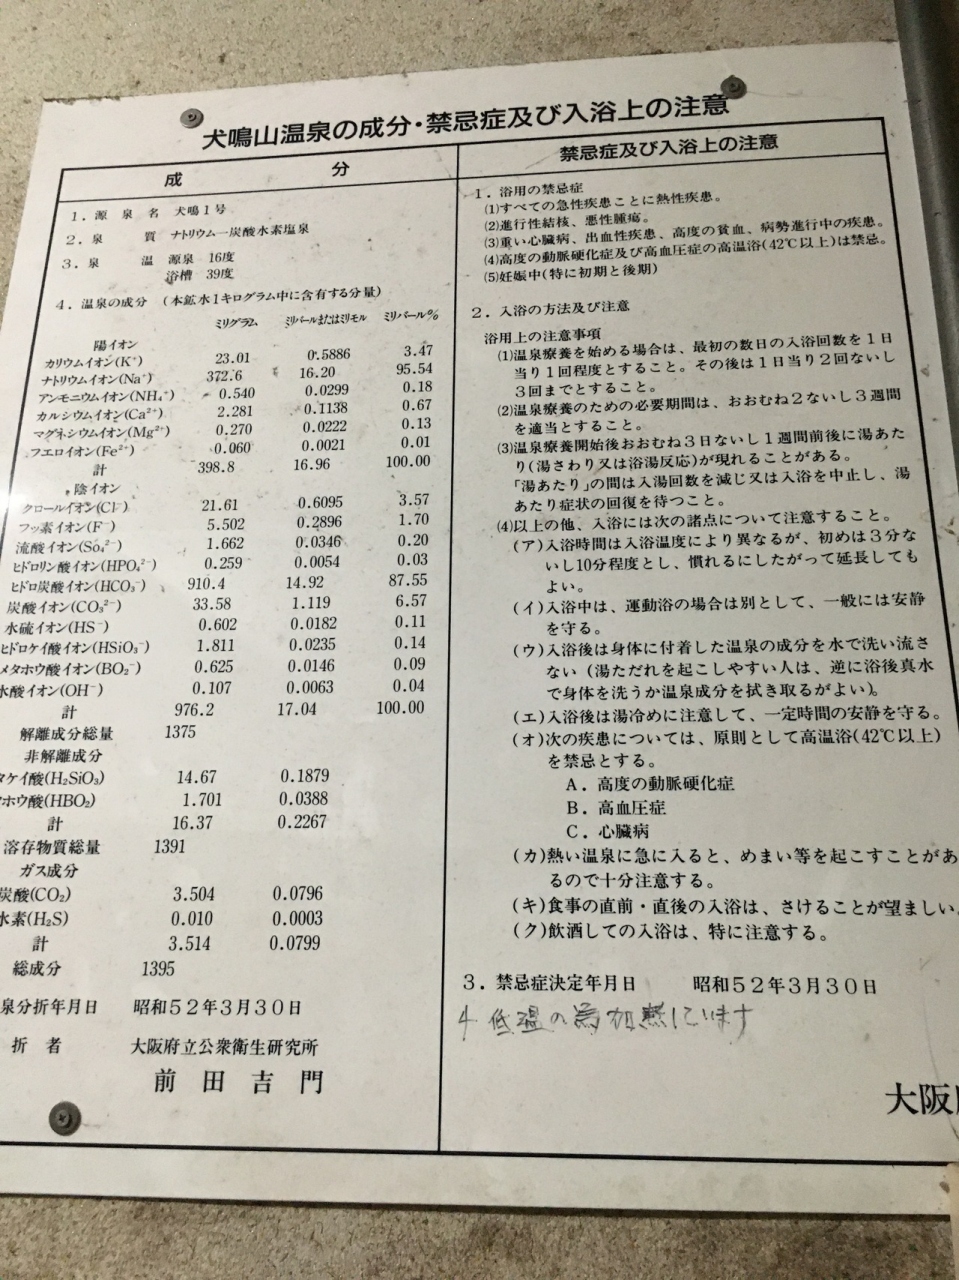 犬鳴山温泉の成分・禁忌症及び入浴上の注意
成 分
1. 源 泉 名 犬鳴1号
2. 泉 質 ナトリウム―炭酸水素塩泉
3. 泉 温 源泉 16度
浴槽 39度
4. 温泉の成分 (本鉱水1キログラム中に含有する分量)
ミリグラム ミリバールまたはミリモル ミリバール%
陽イオン
カリウムイオン(K⁺) 23.01 0.5886 3.47
ナトリウムイオン(Na⁺) 372.6 16.20 95.54
アンモニウムイオン(NH₄⁺) 0.540 0.0299 0.18
カルシウムイオン(Ca²⁺) 2.281 0.1138 0.67
マグネシウムイオン(Mg²⁺) 0.270 0.0222 0.13
フエロイオン(Fe²⁺) 0.060 0.0021 0.01
計 398.8 16.96 100.00
陰イオン
クロールイオン(Cl⁻) 21.61 0.6095 3.57
フッ素イオン(F⁻) 5.502 0.2896 1.70
流酸イオン(So₄²⁻) 1.662 0.0346 0.20
ヒドロリン酸イオン(HPO₄²⁻) 0.259 0.0054 0.03
ヒドロ炭酸イオン(HCO₃⁻) 910.4 14.92 87.55
炭酸イオン(CO₃²⁻) 33.58 1.119 6.57
水硫イオン(HS⁻) 0.602 0.0182 0.11
ヒドロケイ酸イオン(HSiO₃⁻) 1.811 0.0235 0.14
メタホウ酸イオン(BO₂⁻) 0.625 0.0146 0.09
水酸イオン(OH⁻) 0.107 0.0063 0.04
計 976.2 17.04 100.00
解離成分総量 1375
非解離成分
タケイ酸(H₂SiO₃) 14.67 0.1879
ホウ酸(HBO₂) 1.701 0.0388
計 16.37 0.2267
溶存物質総量 1391
ガス成分
炭酸(CO₂) 3.504 0.0796
水素(H₂S) 0.010 0.0003
計 3.514 0.0799
総成分 1395
泉分折年月日 昭和52年3月30日
折 者 大阪府立公衆衛生研究所
前 田 吉 門
禁忌症及び入浴上の注意
1. 浴用の禁忌症
(1)すべての急性疾患ことに熱性疾患。
(2)進行性結核、悪性腫瘍。
(3)重い心臓病、出血性疾患、高度の貧血、病勢進行中の疾患。
(4)高度の動脈硬化症及び高血圧症の高温浴(42℃以上)は禁忌。
(5)妊娠中(特に初期と後期)
2. 入浴の方法及び注意
浴用上の注意事項
(1)温泉療養を始める場合は、最初の数日の入浴回数を1日
当り1回程度とすること。その後は1日当り2回ないし
3回までとすること。
(2)温泉療養のための必要期間は、おおむね2ないし3週間
を適当とすること。
(3)温泉療養開始後おおむね3日ないし1週間前後に湯あた
り(湯さわり又は浴湯反応)が現れることがある。
「湯あたり」の間は入湯回数を減じ又は入浴を中止し、湯
あたり症状の回復を待つこと。
(4)以上の他、入浴には次の諸点について注意すること。
(ア)入浴時間は入浴温度により異なるが、初めは3分な
いし10分程度とし、慣れるにしたがって延長しても
よい。
(イ)入浴中は、運動浴の場合は別として、一般には安静
を守る。
(ウ)入浴後は身体に付着した温泉の成分を水で洗い流さ
ない(湯ただれを起こしやすい人は、逆に浴後真水
で身体を洗うか温泉成分を拭き取るがよい)。
(エ)入浴後は湯冷めに注意して、一定時間の安静を守る。
(オ)次の疾患については、原則として高温浴(42℃以上)
を禁忌とする。
A. 高度の動脈硬化症
B. 高血圧症
C. 心臓病
(カ)熱い温泉に急に入ると、めまい等を起こすことがあ
るので十分注意する。
(キ)食事の直前・直後の入浴は、さけることが望ましい。
(ク)飲酒しての入浴は、特に注意する。
3. 禁忌症決定年月日 昭和52年3月30日
4. 低温の為加熱しています
大阪